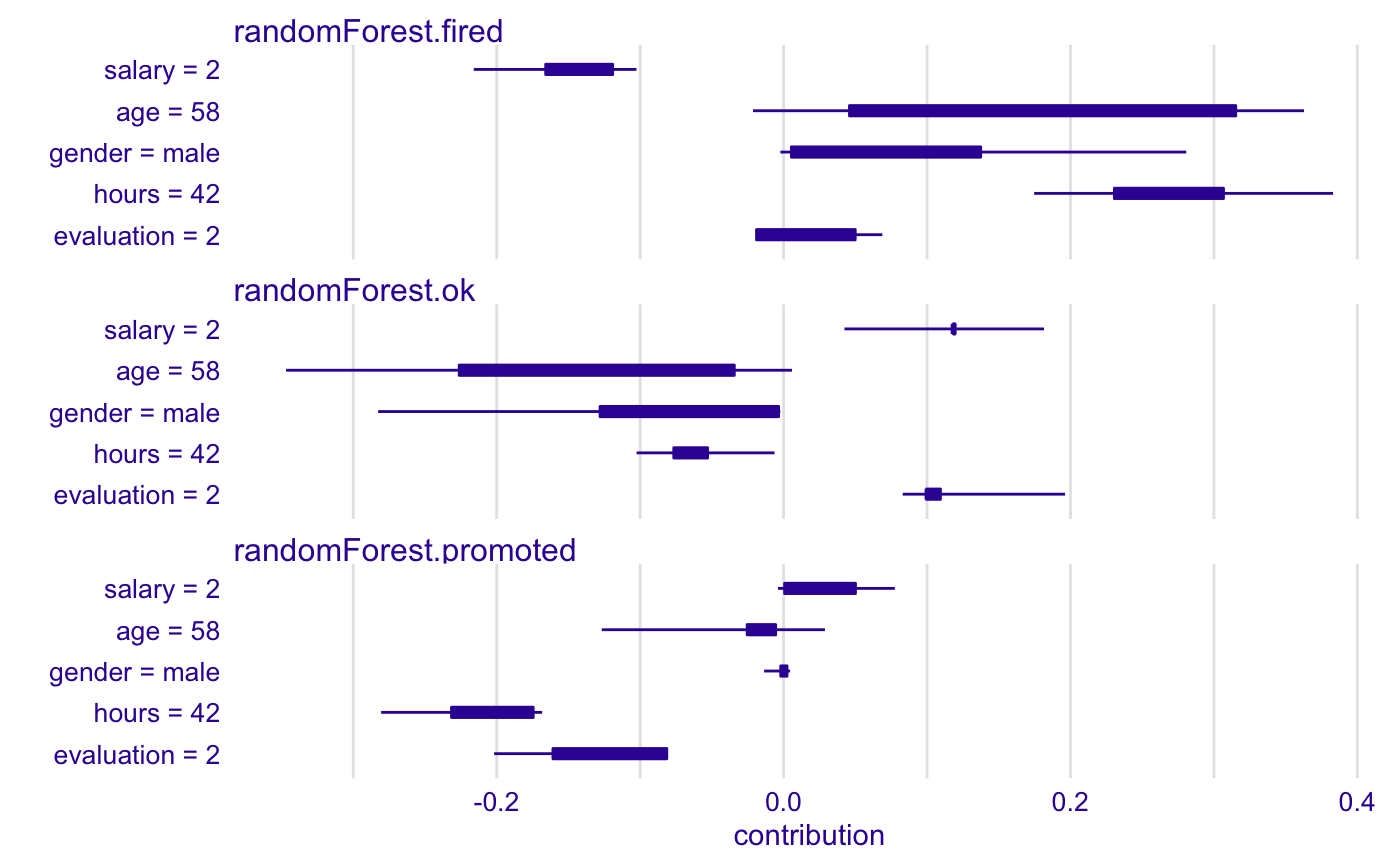 randomForest.fired
salary = 2
age = 58
gender = male
hours = 42
evaluation = 2
randomForest.ok
salary = 2
age = 58
gender = male
hours = 42
evaluation = 2
randomForest.promoted
salary = 2
age = 58
gender = male
hours = 42
evaluation = 2
-0.2 0.0 0.2 0.4
contribution